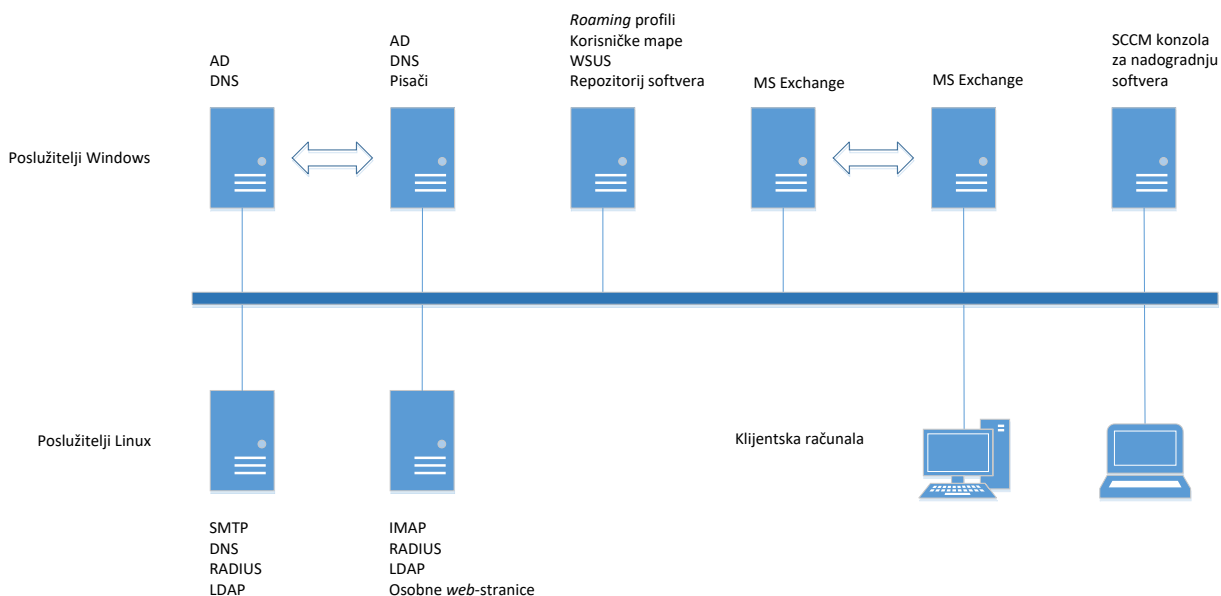 AD
DNS
AD
DNS
Pisači
Roaming profili
Korisničke mape
WSUS
Repozitorij softvera
MS Exchange
MS Exchange
SCCM konzola
za nadogradnju
softvera
Poslužitelji Windows
Poslužitelji Linux
Klijentska računala
SMTP
DNS
RADIUS
LDAP
IMAP
RADIUS
LDAP
Osobne web-stranice